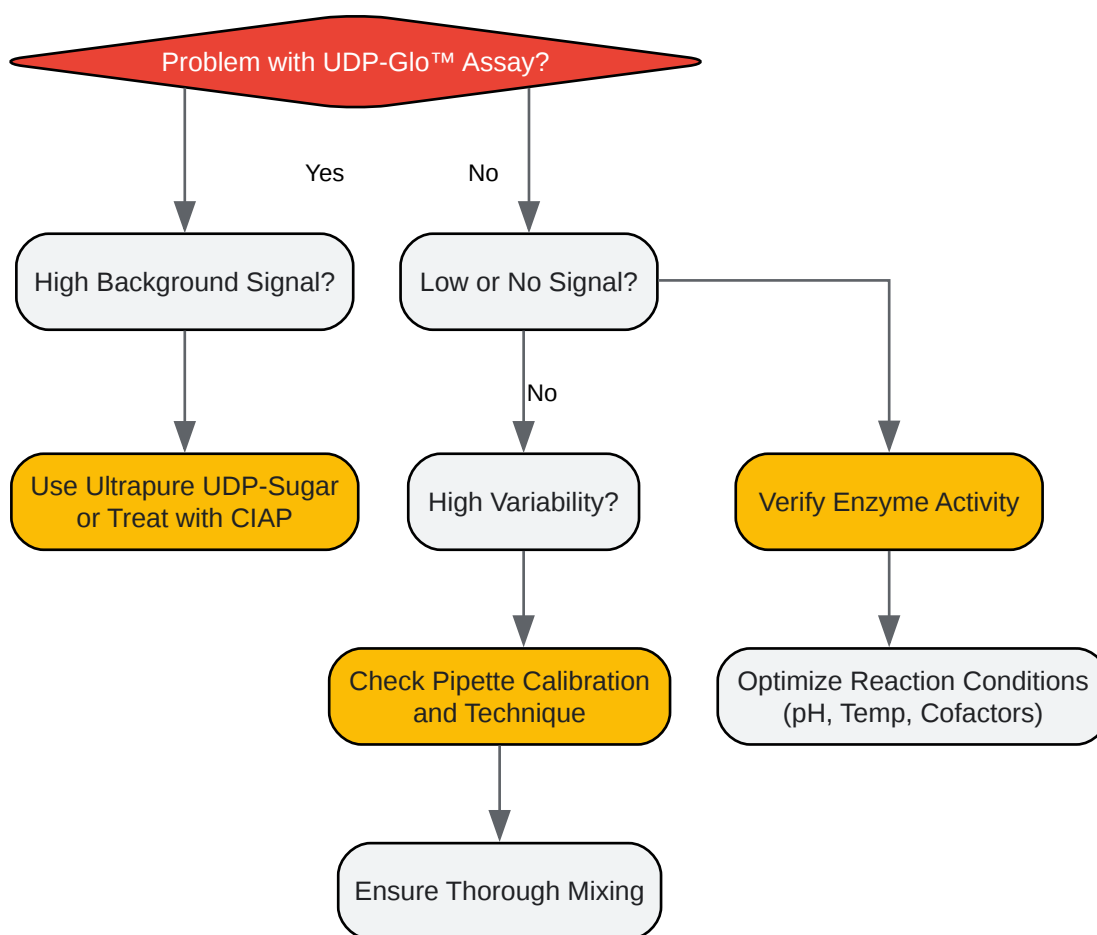 Problem with UDP-Glo™ Assay?
Yes
No
High Background Signal?
Low or No Signal?
No
Use Ultrapure UDP-Sugar
or Treat with CIAP
High Variability?
Verify Enzyme Activity
Check Pipette Calibration
and Technique
Optimize Reaction Conditions
(pH, Temp, Cofactors)
Ensure Thorough Mixing